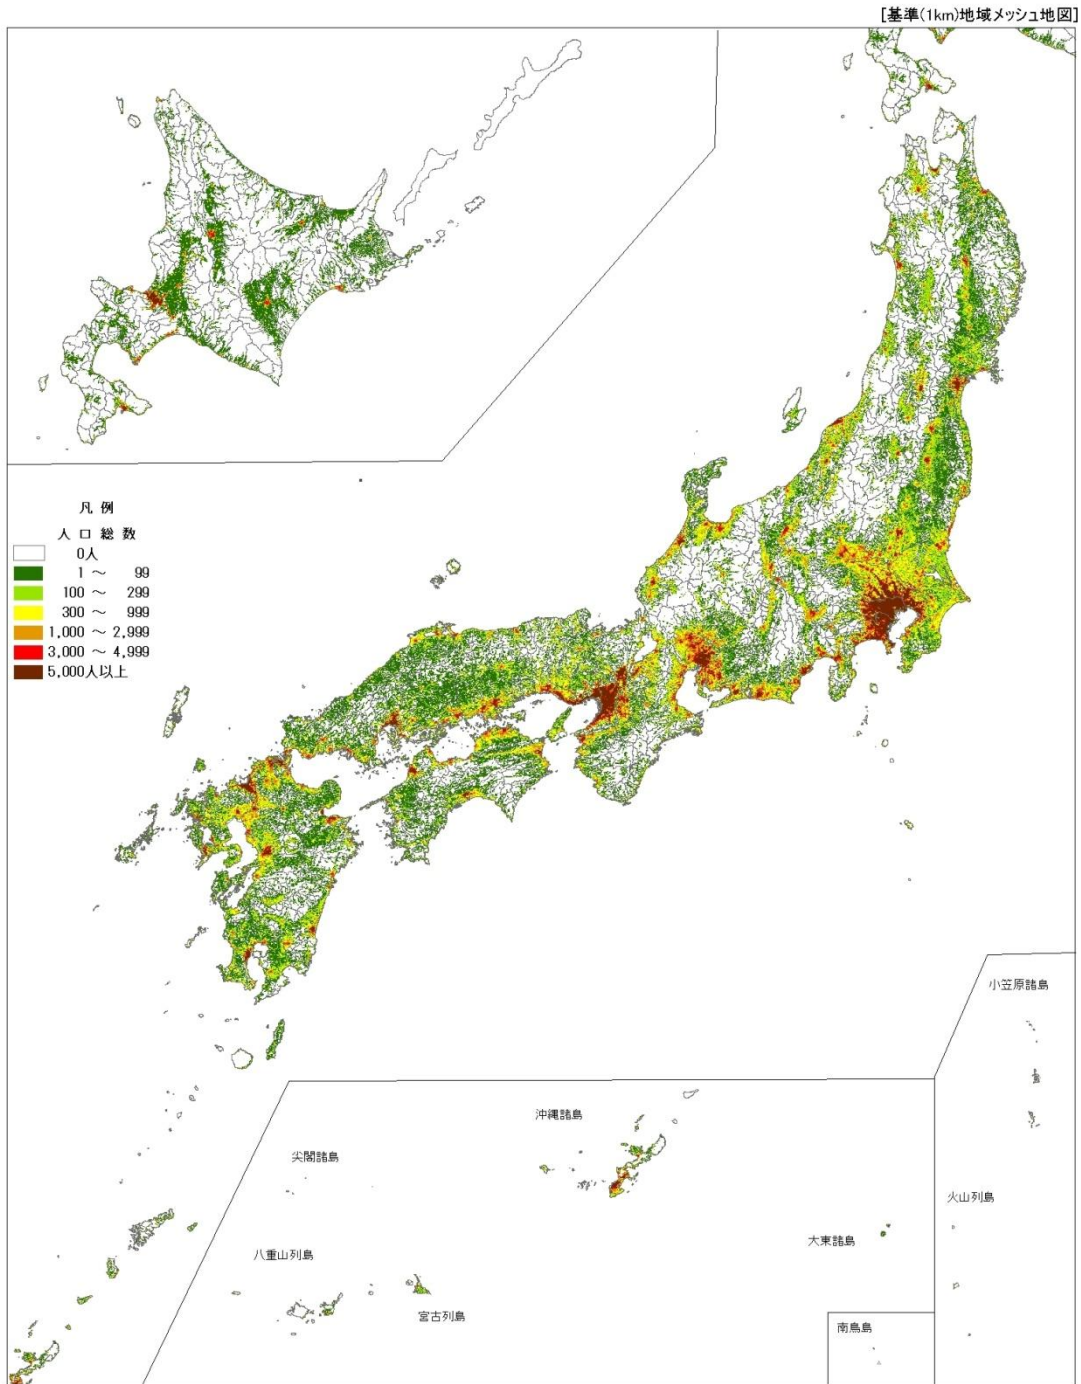 [基準(1km)地域メッシュ地図]
凡 例
人 口 総 数
0人
1 ～ 99
100 ～ 299
300 ～ 999
1,000 ～ 2,999
3,000 ～ 4,999
5,000人以上
小笠原諸島
沖縄諸島
尖閣諸島
火山列島
大東諸島
八重山列島
宮古列島
南鳥島